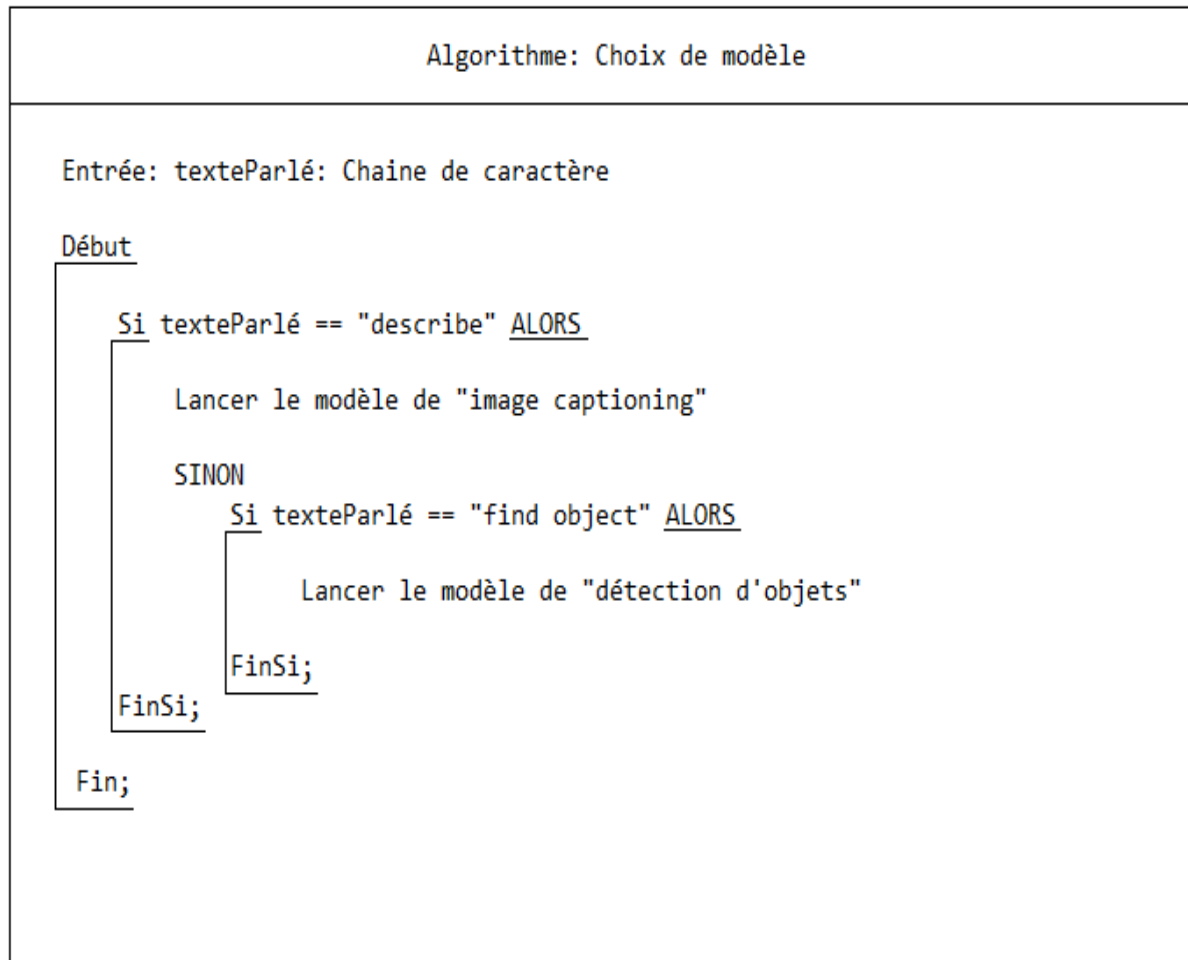 Algorithme: Choix de modèle
Entrée: texteParlé: Chaine de caractère
Début
Si texteParlé == "describe" ALORS
Lancer le modèle de "image captioning"
SINON
Si texteParlé == "find object" ALORS
Lancer le modèle de "détection d'objets"
FinSi;
FinSi;
Fin;